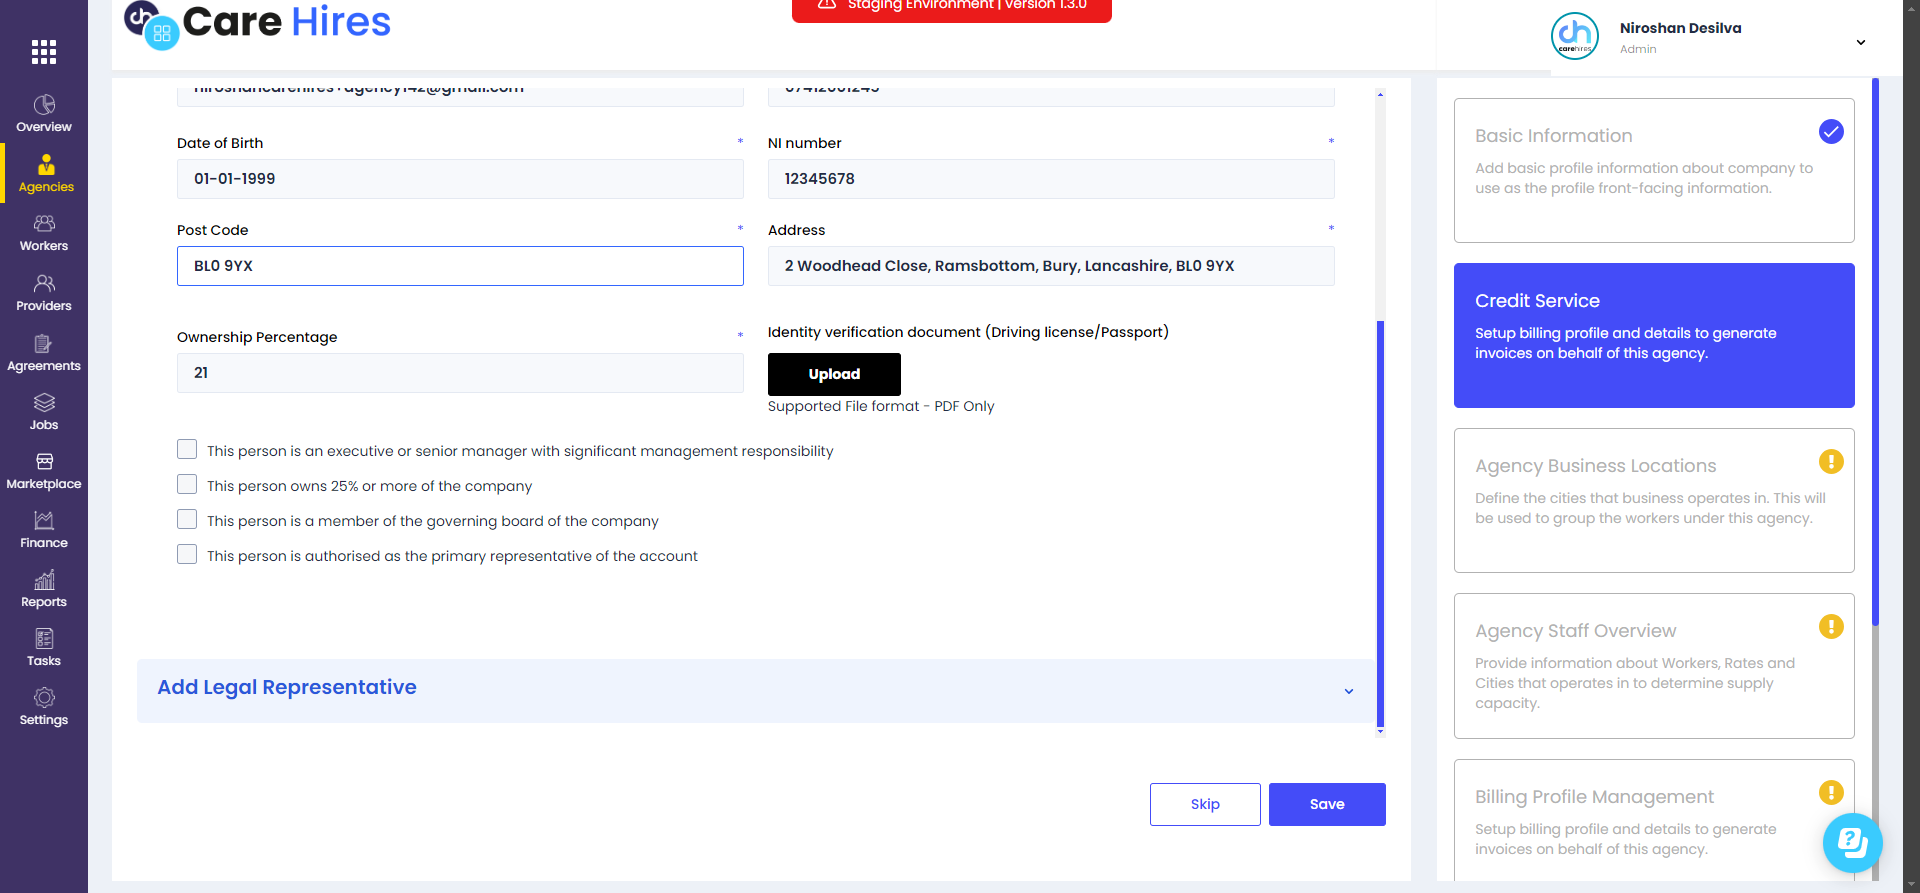 Care Hires
Staging Environment | Version 1.3.0
Niroshan Desilva
Admin
Overview
Agencies
Workers
Providers
Agreements
Jobs
Marketplace
Finance
Reports
Tasks
Settings
niroshancarehires+agency142@gmail.com
Date of Birth *
01-01-1999
NI number *
12345678
Post Code *
BL0 9YX
Address *
2 Woodhead Close, Ramsbottom, Bury, Lancashire, BL0 9YX
Ownership Percentage *
21
Identity verification document (Driving license/Passport)
Upload
Supported File format - PDF Only
This person is an executive or senior manager with significant management responsibility
This person owns 25% or more of the company
This person is a member of the governing board of the company
This person is authorised as the primary representative of the account
Add Legal Representative
Skip
Save
Basic Information
Add basic profile information about company to
use as the profile front-facing information.
Credit Service
Setup billing profile and details to generate
invoices on behalf of this agency.
Agency Business Locations
Define the cities that business operates in. This will
be used to group the workers under this agency.
Agency Staff Overview
Provide information about Workers, Rates and
Cities that operates in to determine supply
capacity.
Billing Profile Management
Setup billing profile and details to generate
invoices on behalf of this agency.